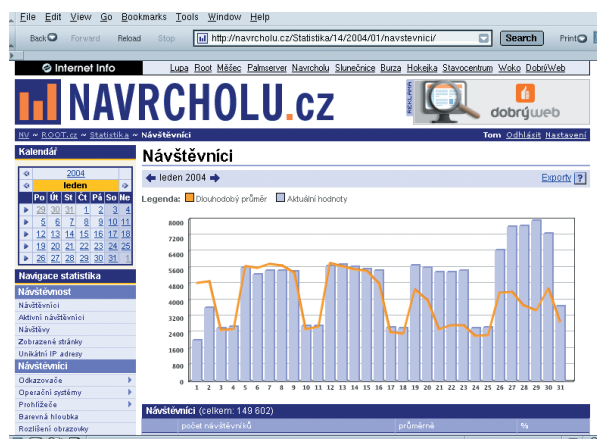 File Edit View Go Bookmarks Tools Window Help
Back Forward Reload Stop http://navrcholu.cz/Statistika/14/2004/01/navstevnici/ Search Print
Internet Info Lupa Root Měšec Palmserver Navrcholu Slunečnice Burza Hokejka Stavocentrum Woko DobrýWeb
NAVRCHOLU.cz
REKLAMA
dobrýweb
NV ~ ROOT.cz ~ Statistika ~ Návštěvníci Tom Odhlásit Nastavení
Kalendář
Návštěvníci
2004
leden 2004 Exporty ?
leden
Legenda: Dlouhodobý průměr Aktuální hodnoty
Po Út St Čt Pá So Ne
29 30 31 1 2 3 4
5 6 7 8 9 10 11
12 13 14 15 16 17 18
19 20 21 22 23 24 25
26 27 28 29 30 31 1
8000
7200
6400
5600
4800
4000
3200
2400
1600
800
0
1 2 3 4 5 6 7 8 9 10 11 12 13 14 15 16 17 18 19 20 21 22 23 24 25 26 27 28 29 30 31
Navigace statistika
Návštěvnost
Návštěvníci
Aktivní návštěvníci
Návštěvy
Zobrazené stránky
Unikátní IP adresy
Návštěvníci
Odkazovače
Operační systémy
Prohlížeče
Barevná hloubka
Rozlišení obrazovky
Návštěvníci (celkem: 149 602)
počet návštěvníků průměrně %